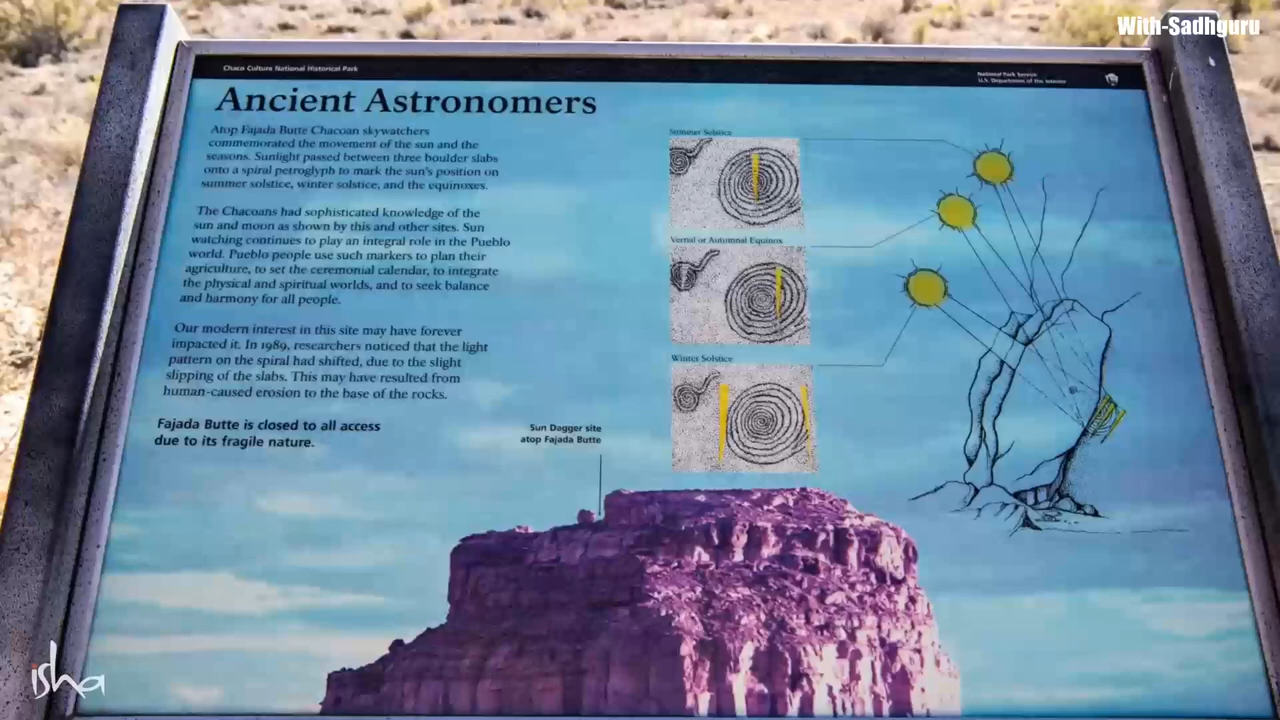 With-Sadhguru
Chaco Culture National Historical Park
National Park Service
U.S. Department of the Interior
Ancient Astronomers
Atop Fajada Butte Chacoan skywatchers
commemorated the movement of the sun and the
seasons. Sunlight passed between three boulder slabs
onto a spiral petroglyph to mark the sun's position on
summer solstice, winter solstice, and the equinoxes.
The Chacoans had sophisticated knowledge of the
sun and moon as shown by this and other sites. Sun
watching continues to play an integral role in the Pueblo
world. Pueblo people use such markers to plan their
agriculture, to set the ceremonial calendar, to integrate
the physical and spiritual worlds, and to seek balance
and harmony for all people.
Our modern interest in this site may have forever
impacted it. In 1989, researchers noticed that the light
pattern on the spiral had shifted, due to the slight
slipping of the slabs. This may have resulted from
human-caused erosion to the base of the rocks.
Fajada Butte is closed to all access
due to its fragile nature.
Sun Dagger site
atop Fajada Butte
Summer Solstice
Vernal or Autumnal Equinox
Winter Solstice
isha